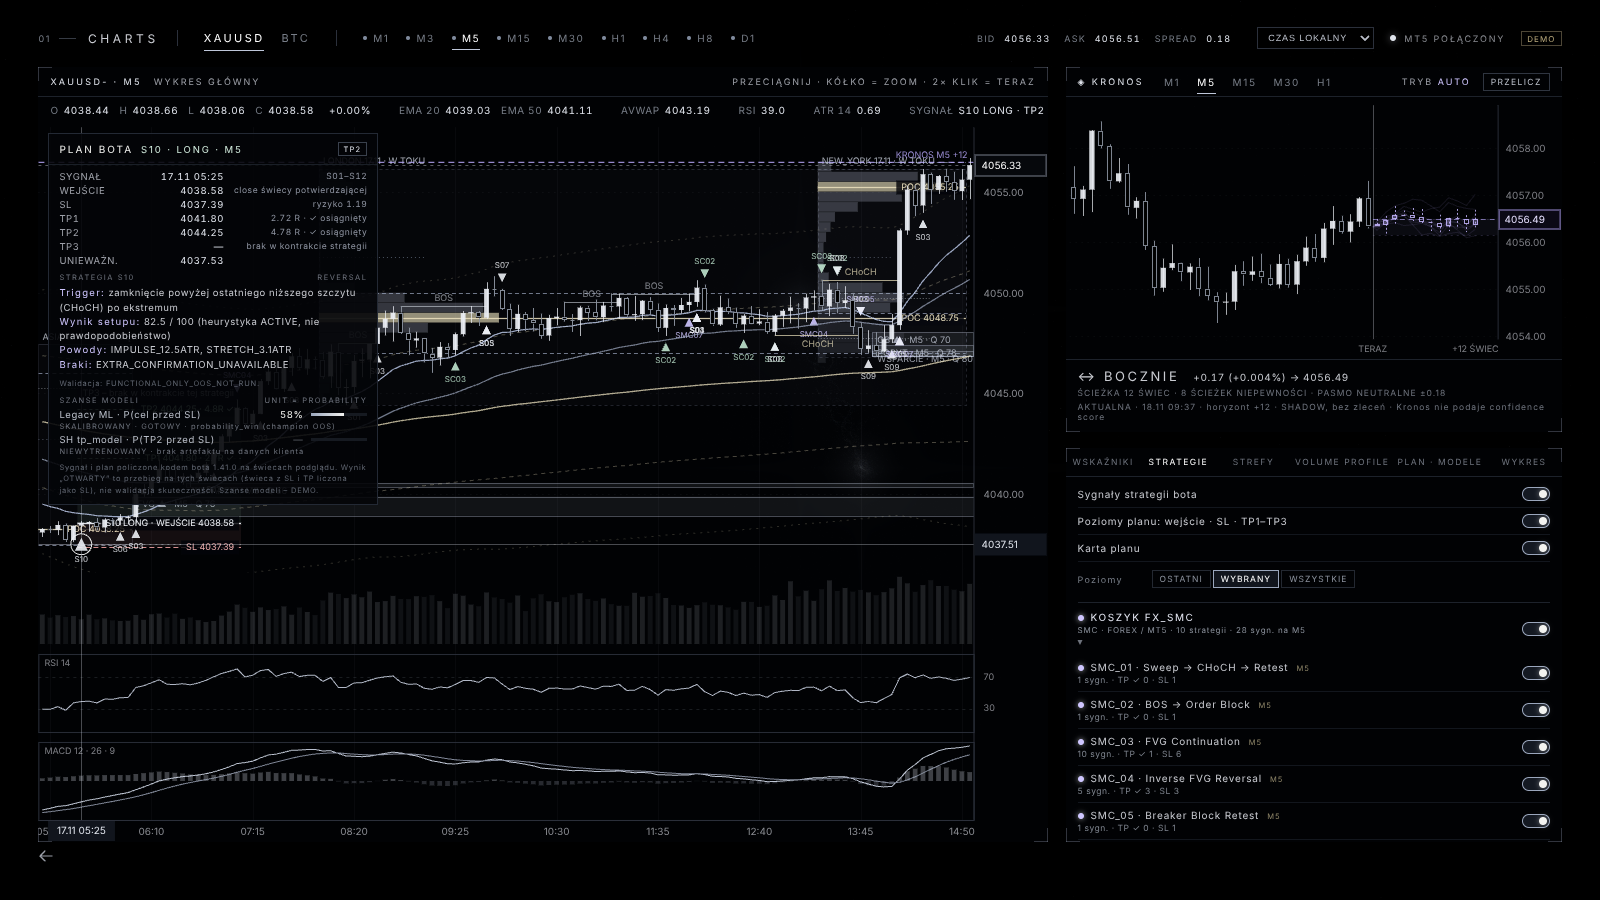 01 — CHARTS XAUUSD BTC • M1 • M3 • M5 • M15 • M30 • H1 • H4 • H8 • D1 BID 4056.33 ASK 4056.51 SPREAD 0.18 CZAS LOKALNY MT5 POŁĄCZONY DEMO
XAUUSD- · M5 WYKRES GŁÓWNY PRZECIĄGNIJ · KÓŁKO = ZOOM · 2× KLIK = TERAZ
O 4038.44 H 4038.66 L 4038.06 C 4038.58 +0.00% EMA 20 4039.03 EMA 50 4041.11 AVWAP 4043.19 RSI 39.0 ATR 14 0.69 SYGNAŁ S10 LONG · TP2
PLAN BOTA S10 · LONG · M5 TP2
SYGNAŁ 17.11 05:25 S01–S12
WEJŚCIE 4038.58 close świecy potwierdzającej
SL 4037.39 ryzyko 1.19
TP1 4041.80 2.72 R · ✓ osiągnięty
TP2 4044.25 4.78 R · ✓ osiągnięty
TP3 — brak w kontrakcie strategii
UNIEWAŻN. 4037.53
STRATEGIA S10 REVERSAL
Trigger: zamknięcie powyżej ostatniego niższego szczytu
(CHoCH) po ekstremum
Wynik setupu: 82.5 / 100 (heurystyka ACTIVE, nie
prawdopodobieństwo)
Powody: IMPULSE_12.5ATR, STRETCH_3.1ATR
Braki: EXTRA_CONFIRMATION_UNAVAILABLE
Walidacja: FUNCTIONAL_ONLY_OOS_NOT_RUN
SZANSE MODELI UNIT = PROBABILITY
Legacy ML · P(cel przed SL) 58%
SKALIBROWANY · GOTOWY · probability_win (champion OOS)
SH tp_model · P(TP2 przed SL) —
NIEWYTRENOWANY · brak artefaktu na danych klienta
Sygnał i plan policzone kodem bota 1.41.0 na świecach podglądu. Wynik
„OTWARTY" to przebieg na tych świecach (świeca z SL i TP liczona
jako SL), nie walidacja skuteczności. Szanse modeli – DEMO.
W TOKU
NEW YORK 17.11 · W TOKU
KRONOS M5 +12
4056.33
4055.00
S03
S07
SC02
CHoCH
BOS
BOS
BOS
4050.00
POC 4048.75
SMC04
CHoCH
SC02
SC02
S09
S09
SC03
4045.00
4040.00
S10 LONG · WEJŚCIE 4038.58
SL 4037.39
S03
S10
4037.51
RSI 14
70
30
MACD 12 · 26 · 9
17.11 05:25 06:10 07:15 08:20 09:25 10:30 11:35 12:40 13:45 14:50
←
◈ KRONOS M1 M5 M15 M30 H1 TRYB AUTO PRZELICZ
4058.00
4057.00
4056.49
4056.00
4055.00
4054.00
TERAZ +12 ŚWIEC
↔ BOCZNIE +0.17 (+0.004%) → 4056.49
ŚCIEŻKA 12 ŚWIEC · 8 ŚCIEŻEK NIEPEWNOŚCI · PASMO NEUTRALNE ±0.18
AKTUALNA · 18.11 09:37 · horyzont +12 · SHADOW, bez zleceń · Kronos nie podaje confidence
score
WSKAŹNIKI STRATEGIE STREFY VOLUME PROFILE PLAN · MODELE WYKRES
Sygnały strategii bota
Poziomy planu: wejście · SL · TP1–TP3
Karta planu
Poziomy OSTATNI WYBRANY WSZYSTKIE
KOSZYK FX_SMC
SMC · FOREX / MT5 · 10 strategii · 28 sygn. na M5
▼
SMC_01 · Sweep → CHoCH → Retest M5
1 sygn. · TP ✓ 0 · SL 1
SMC_02 · BOS → Order Block M5
1 sygn. · TP ✓ 0 · SL 1
SMC_03 · FVG Continuation M5
10 sygn. · TP ✓ 1 · SL 6
SMC_04 · Inverse FVG Reversal M5
5 sygn. · TP ✓ 3 · SL 3
SMC_05 · Breaker Block Retest M5
1 sygn. · TP ✓ 0 · SL 1